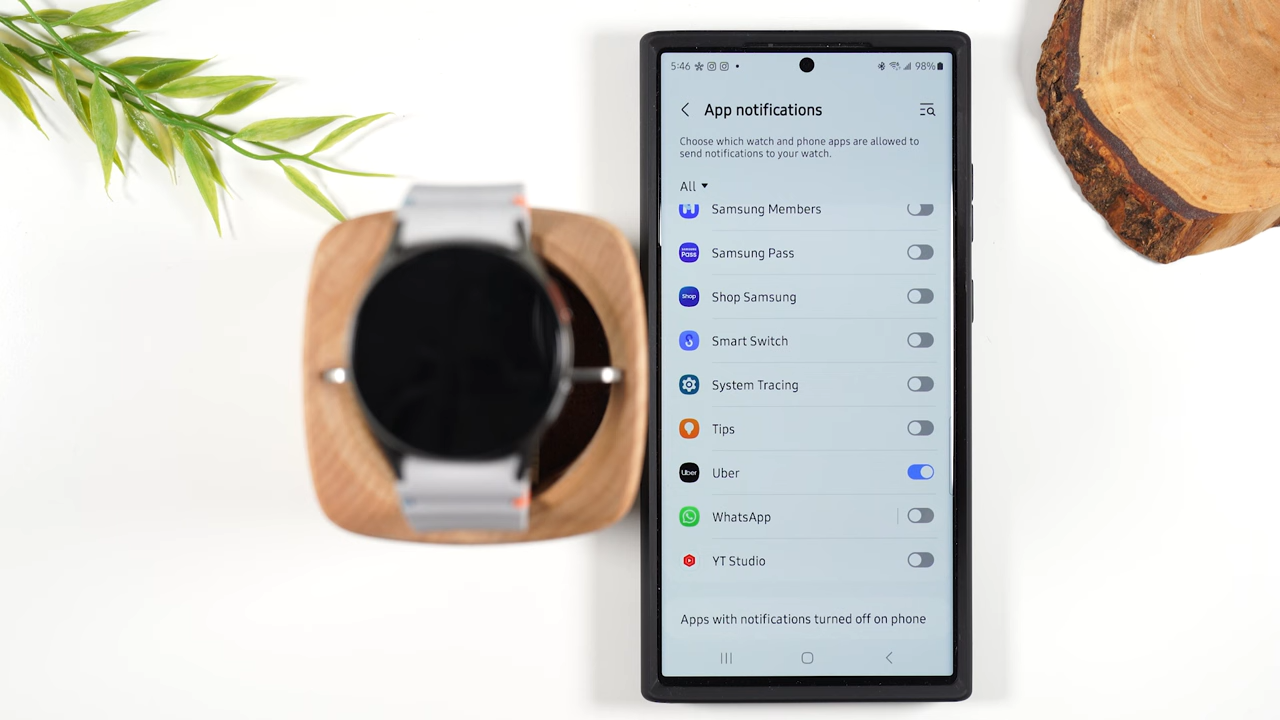 5:46
98%
App notifications
Choose which watch and phone apps are allowed to
send notifications to your watch.
All
Samsung Members
Samsung Pass
Shop Samsung
Smart Switch
System Tracing
Tips
Uber
WhatsApp
YT Studio
Apps with notifications turned off on phone